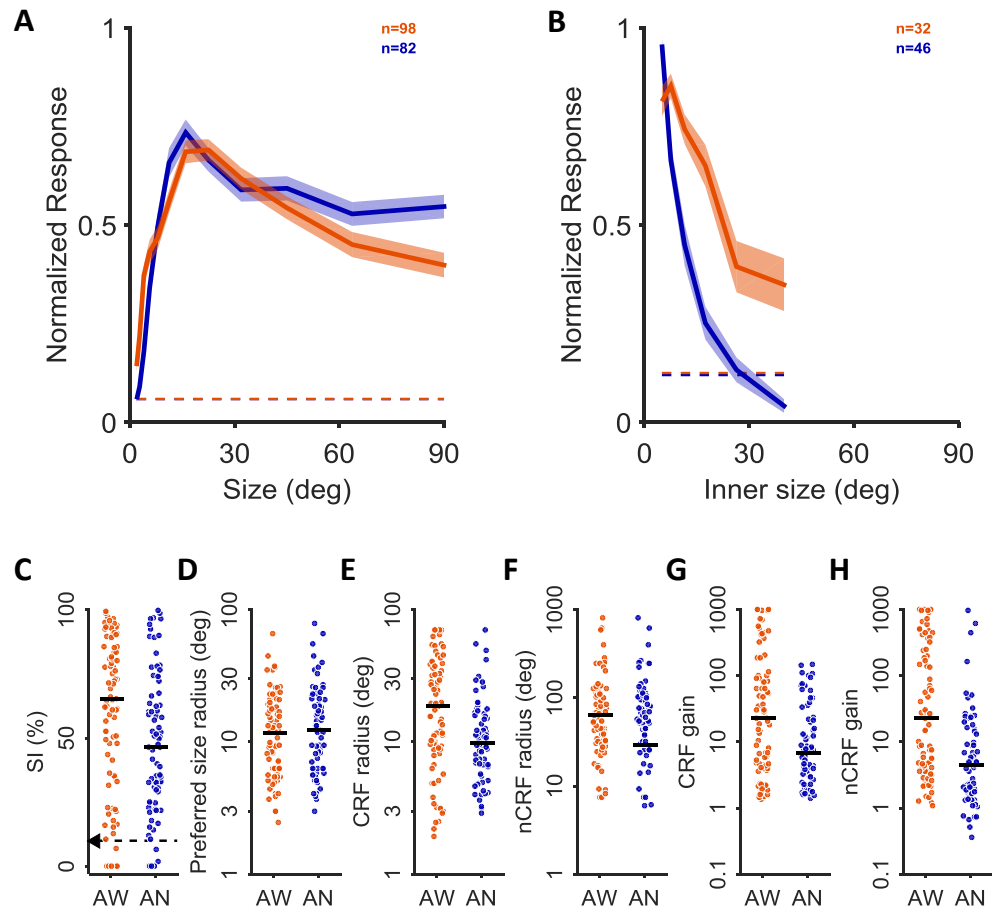 A
B
1
0.5
0
Normalized Response
n=98
n=82
0
30
60
90
Size (deg)
1
0.5
0
Normalized Response
n=32
n=46
0
30
60
90
Inner size (deg)
C
D
E
F
G
H
100
50
0
SI (%)
AW AN
100
30
10
3
1
Preferred size radius (deg)
AW AN
100
30
10
3
1
CRF radius (deg)
AW AN
1000
100
10
1
nCRF radius (deg)
AW AN
1000
100
10
1
0.1
CRF gain
AW AN
1000
100
10
1
0.1
nCRF gain
AW AN